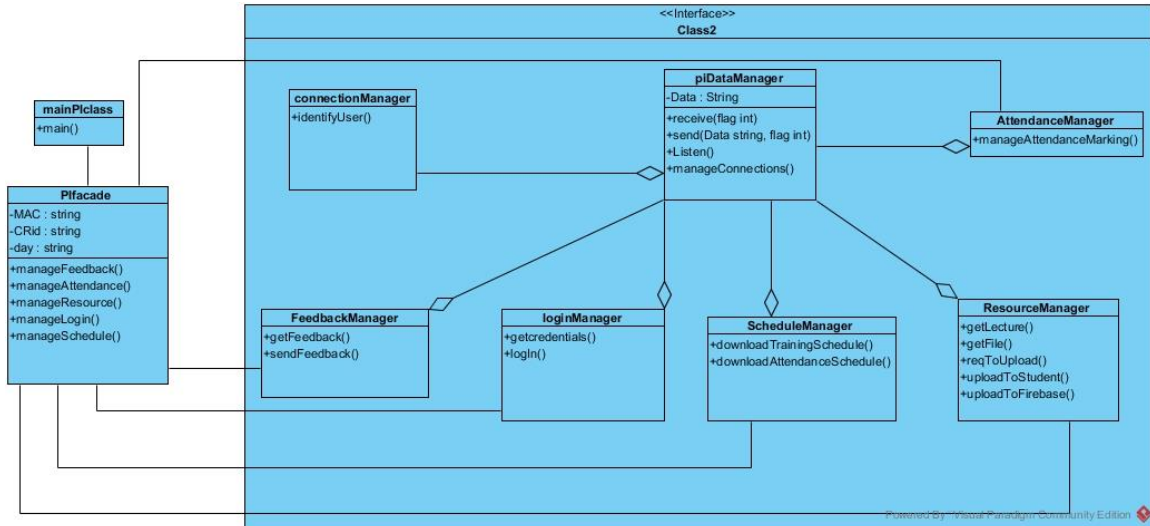 <<Interface>>
Class2
mainPIclass
+main()
PIfacade
-MAC : string
-CRid : string
-day : string
+manageFeedback()
+manageAttendance()
+manageResource()
+manageLogin()
+manageSchedule()
connectionManager
+identifyUser()
piDataManager
-Data : String
+receive(flag int)
+send(Data string, flag int)
+Listen()
+manageConnections()
AttendanceManager
+manageAttendanceMarking()
FeedbackManager
+getFeedback()
+sendFeedback()
loginManager
+getcredentials()
+logIn()
ScheduleManager
+downloadTrainingSchedule()
+downloadAttendanceSchedule()
ResourceManager
+getLecture()
+getFile()
+reqToUpload()
+uploadToStudent()
+uploadToFirebase()
Powered By Visual Paradigm Community Edition